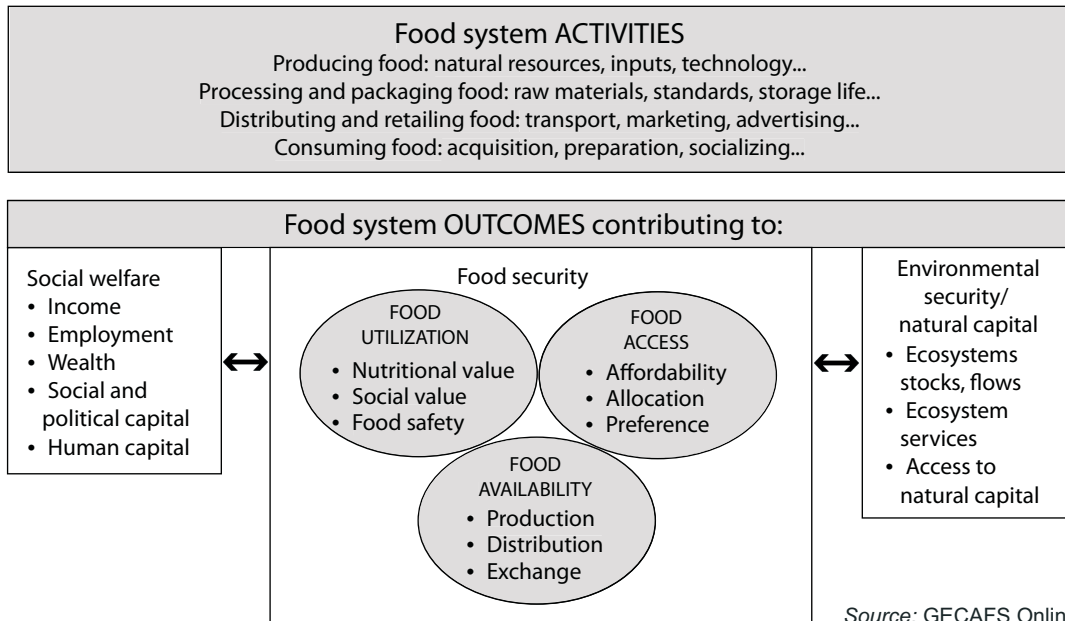 Food system ACTIVITIES
Producing food: natural resources, inputs, technology...
Processing and packaging food: raw materials, standards, storage life...
Distributing and retailing food: transport, marketing, advertising...
Consuming food: acquisition, preparation, socializing...
Food system OUTCOMES contributing to:
Social welfare
• Income
• Employment
• Wealth
• Social and
political capital
• Human capital
Food security
FOOD
UTILIZATION
• Nutritional value
• Social value
• Food safety
FOOD
ACCESS
• Affordability
• Allocation
• Preference
FOOD
AVAILABILITY
• Production
• Distribution
• Exchange
Environmental
security/
natural capital
• Ecosystems
stocks, flows
• Ecosystem
services
• Access to
natural capital
Source: GECAFS Onlin